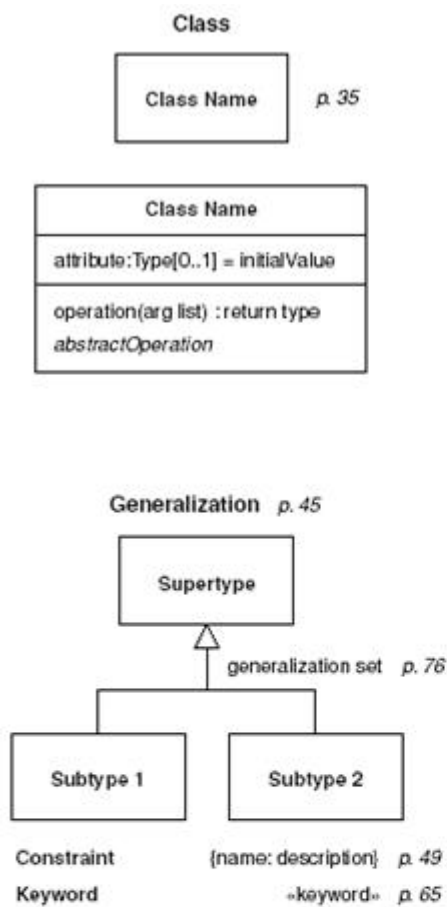 Class
Class Name p. 35
Class Name
attribute:Type[0..1] = initialValue
operation(arg list) : return type
abstractOperation
Generalization p. 45
Supertype
generalization set p. 76
Subtype 1 Subtype 2
Constraint {name: description} p. 49
Keyword «keyword» p. 65